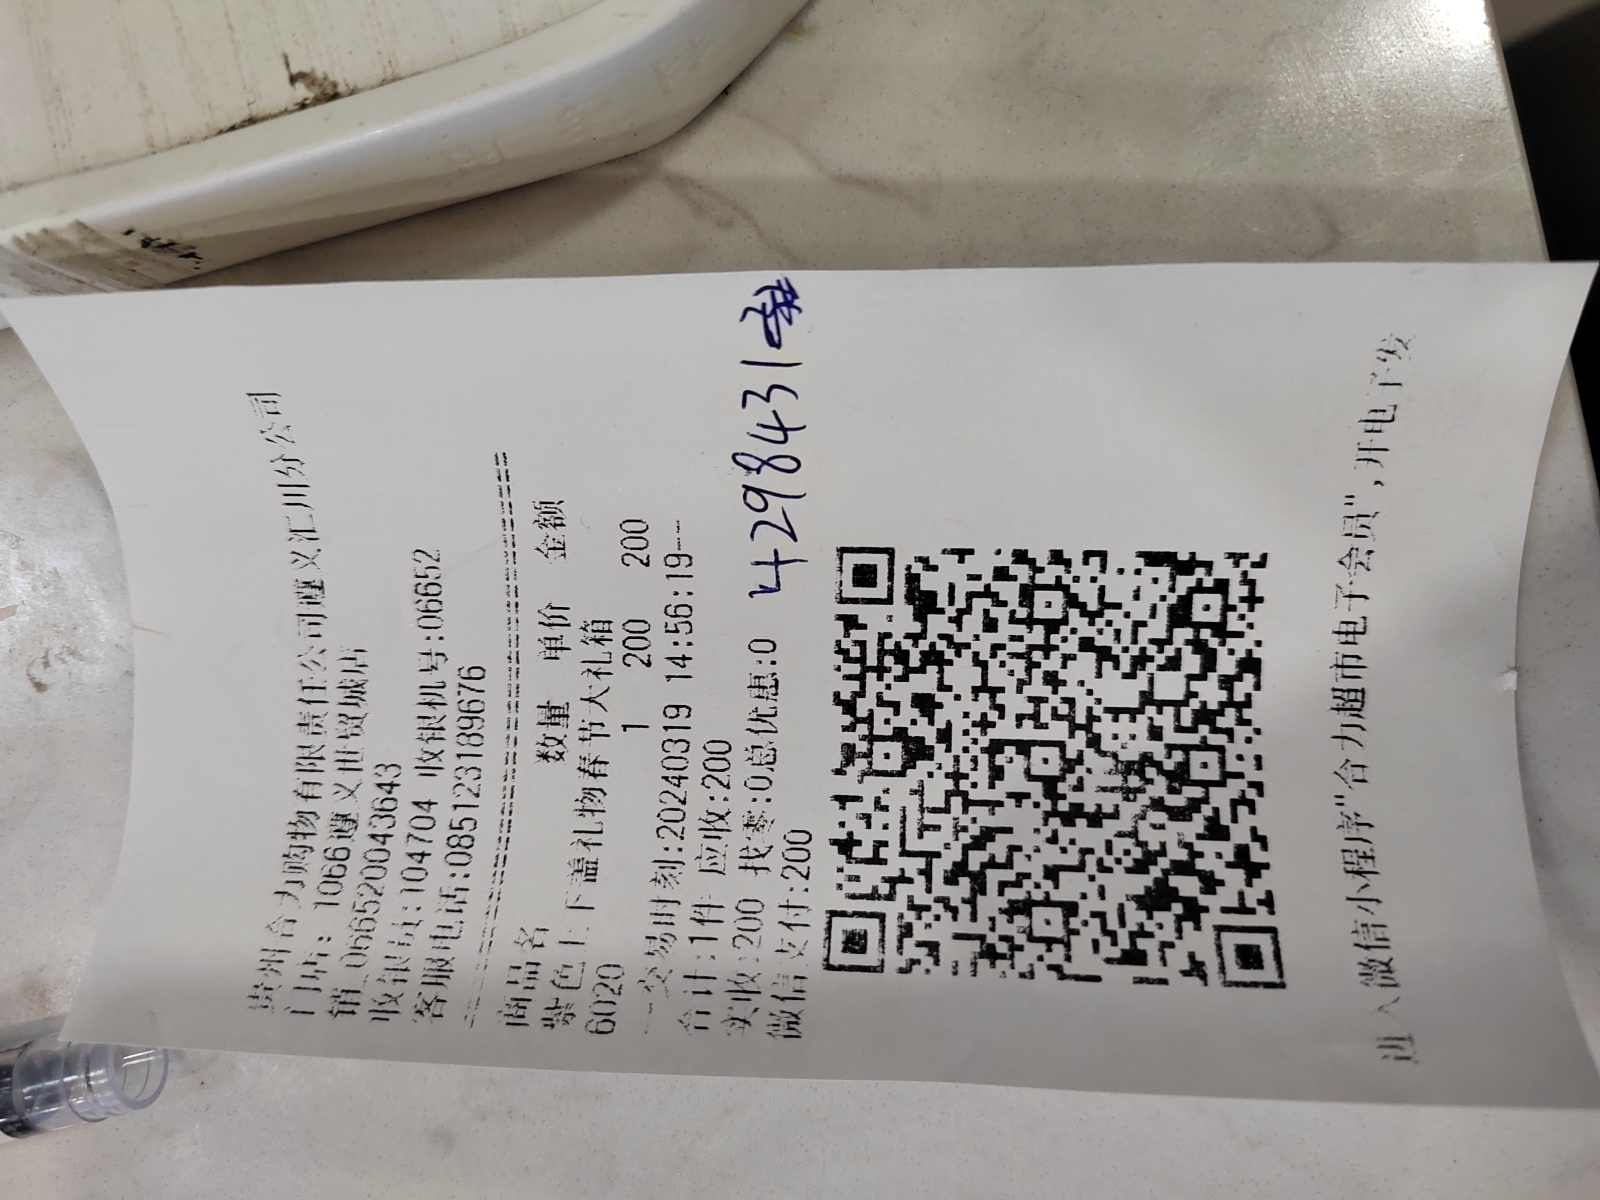 贵州合力购物有限责任公司遵义汇川分公司
门店: 1066遵义世贸城店
销_066520043643
收银员:104704 收银机号:06652
客服电话:085123189676
商品名 数量 单价 金额
紫色上下盖礼物春节大礼箱
6020 1 200 200
---交易时刻:20240319 14:56:19---
合计:1件 应收:200
实收:200 找零:0总优惠:0
微信支付:200
4298431
进入微信小程序"合力超市电子会员",开电子发